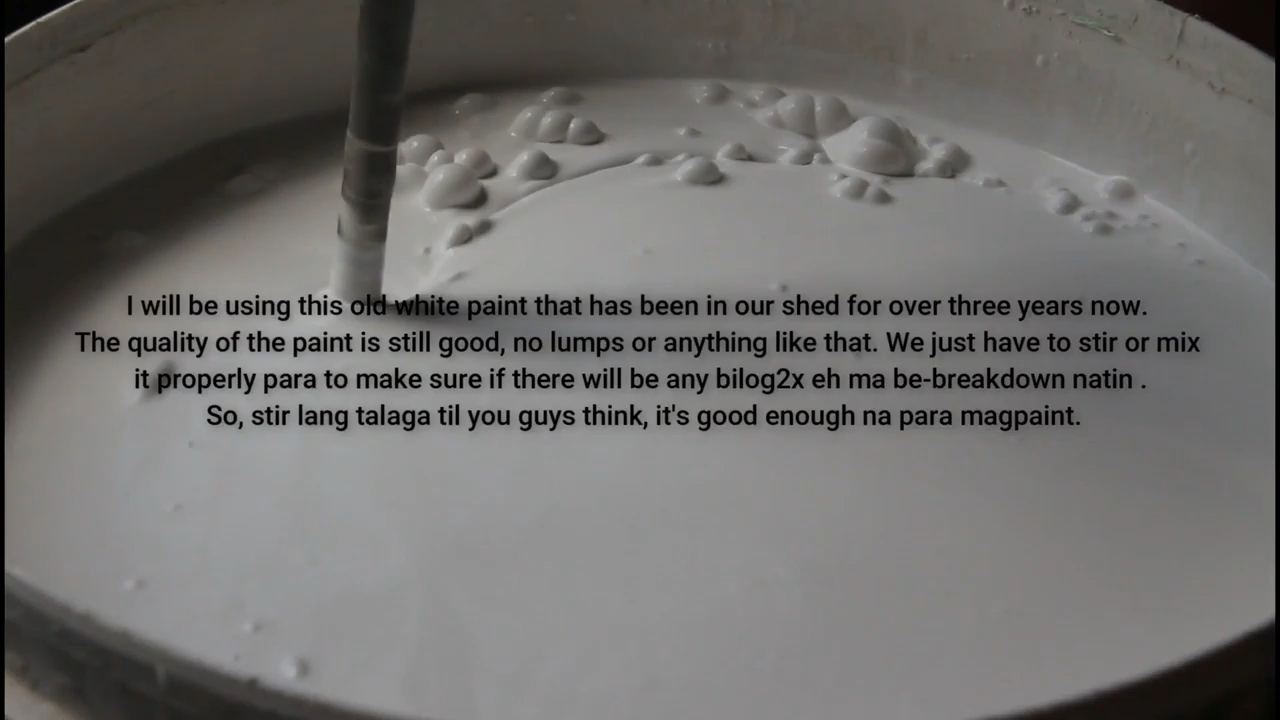 I will be using this old white paint that has been in our shed for over three years now.
The quality of the paint is still good, no lumps or anything like that. We just have to stir or mix
it properly para to make sure if there will be any bilog2x eh ma be-breakdown natin .
So, stir lang talaga til you guys think, it's good enough na para magpaint.